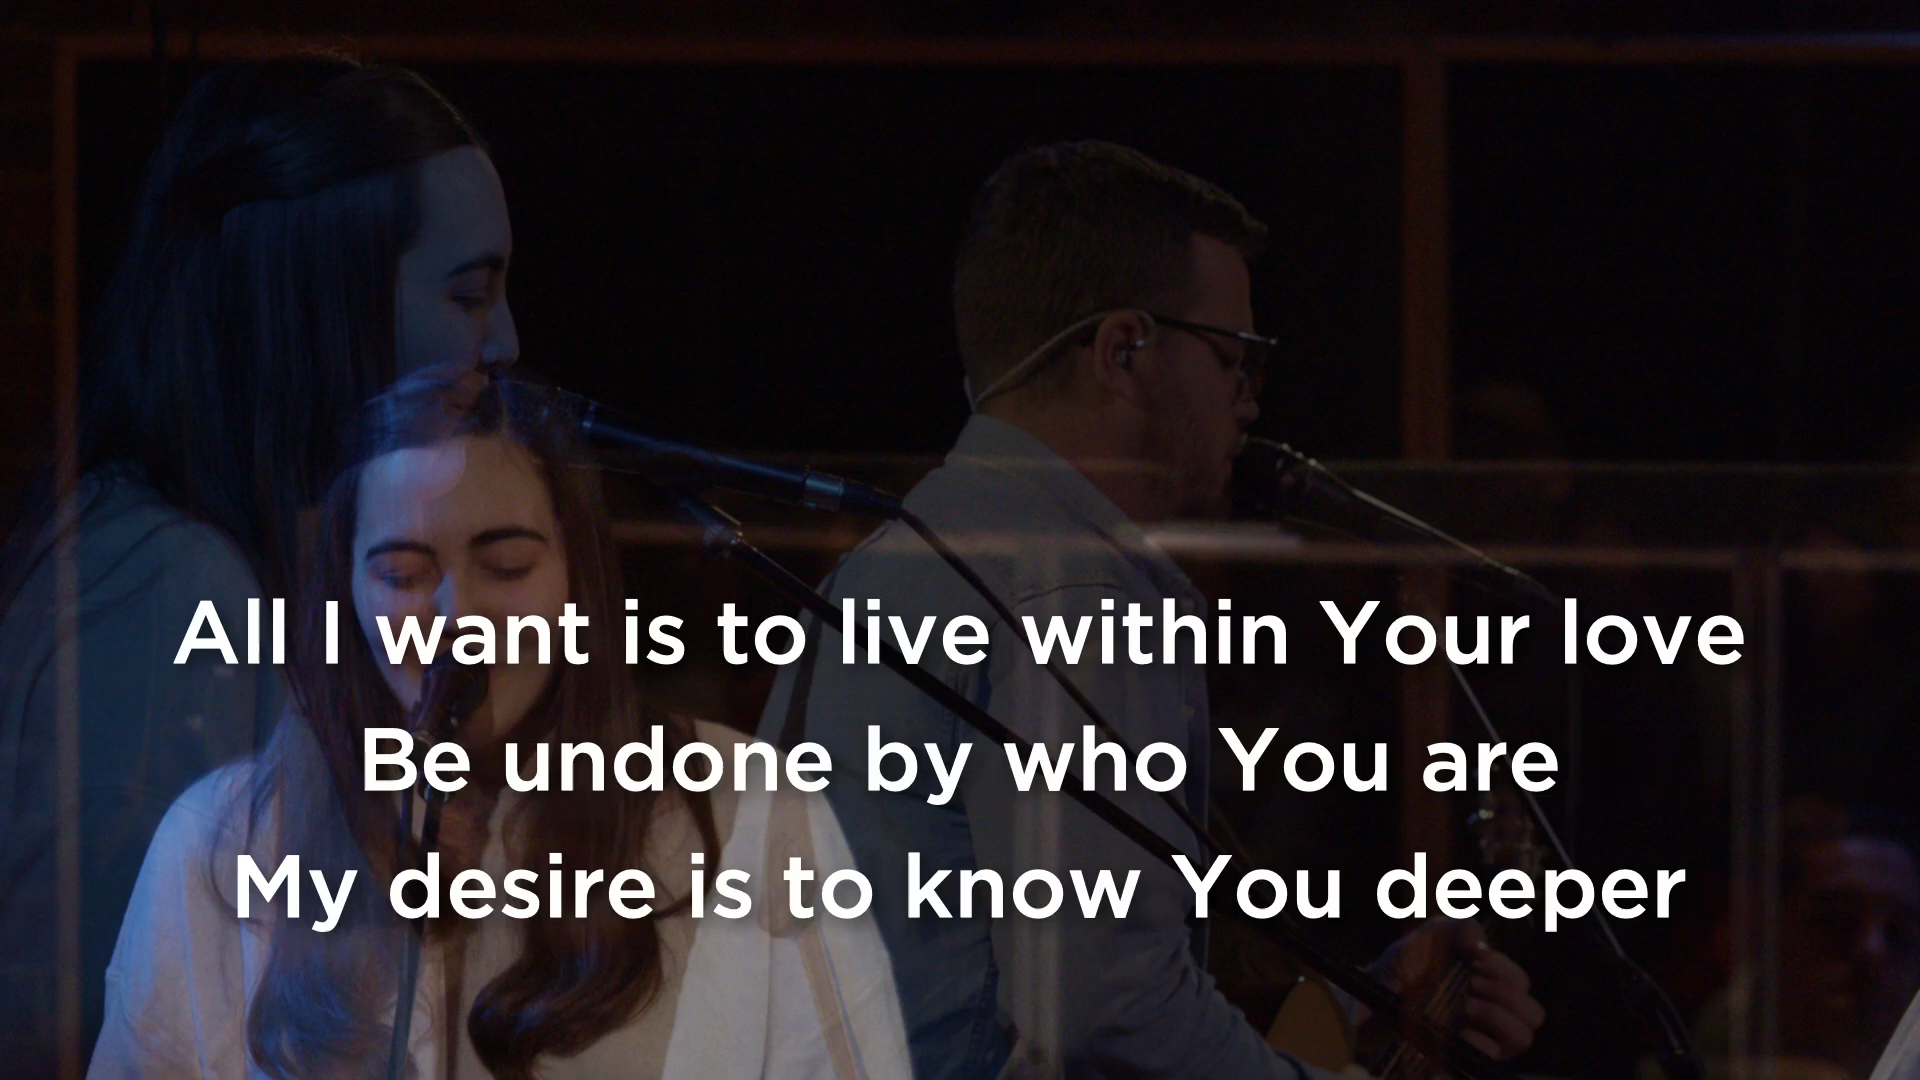 All I want is to live within Your love
Be undone by who You are
My desire is to know You deeper